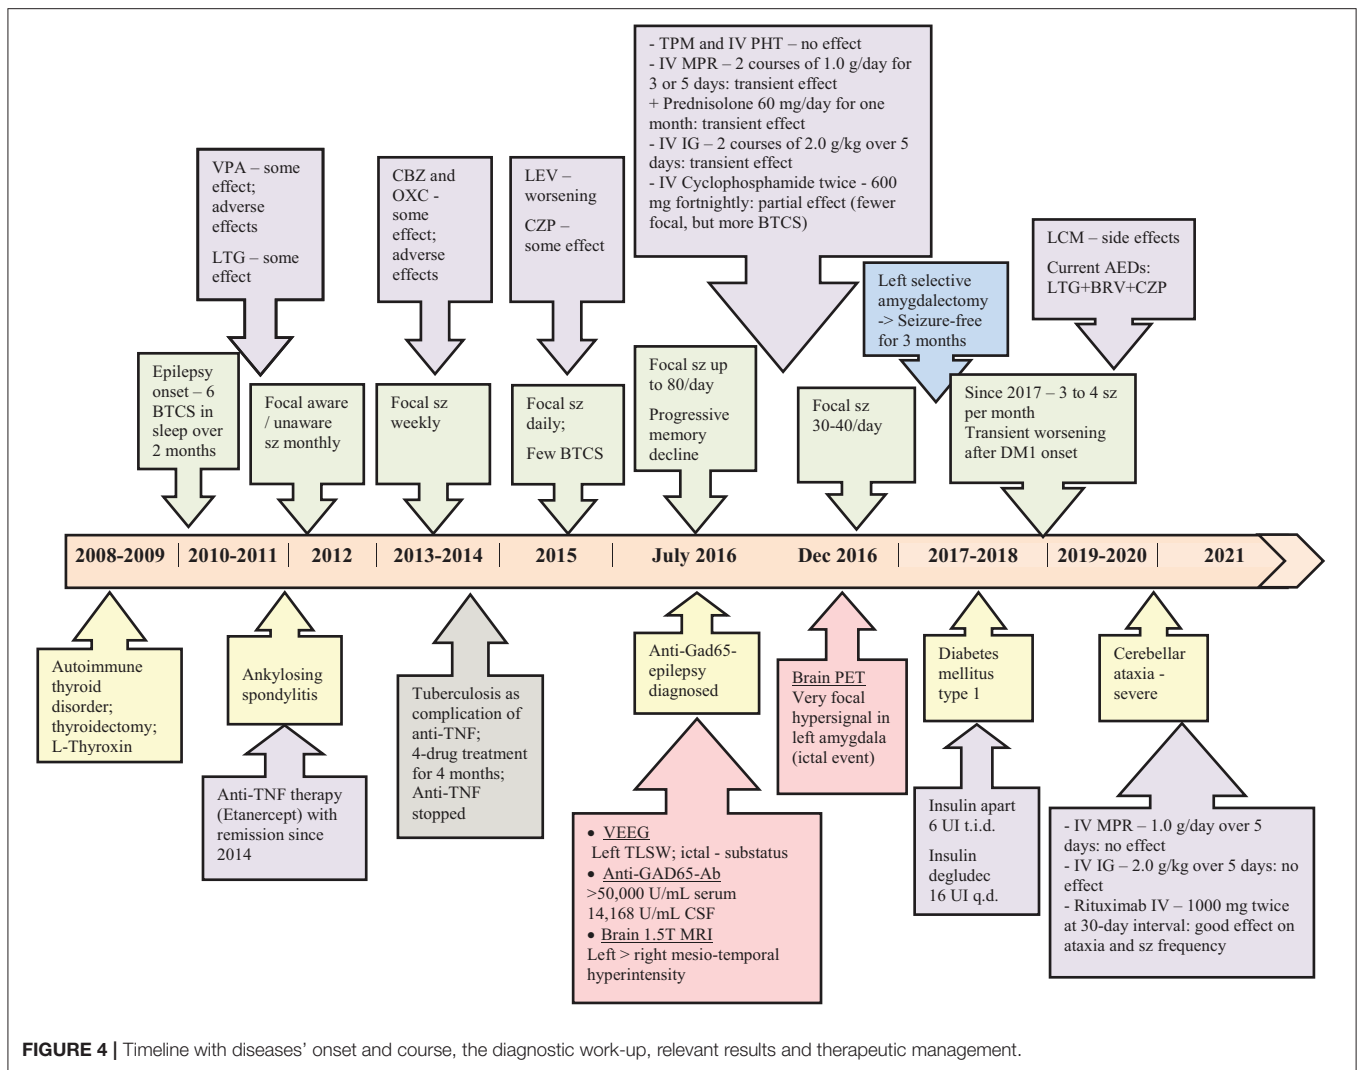 - TPM and IV PHT – no effect
- IV MPR – 2 courses of 1.0 g/day for
3 or 5 days: transient effect
+ Prednisolone 60 mg/day for one
month: transient effect
- IV IG – 2 courses of 2.0 g/kg over 5
days: transient effect
- IV Cyclophosphamide twice - 600
mg fortnightly: partial effect (fewer
focal, but more BTCS)
VPA – some
effect;
adverse
effects
LTG – some
effect
CBZ and
OXC -
some
effect;
adverse
effects
LEV –
worsening
CZP –
some effect
LCM – side effects
Current AEDs:
LTG+BRV+CZP
Left selective
amygdalectomy
-> Seizure-free
for 3 months
Epilepsy
onset – 6
BTCS in
sleep over
2 months
Focal aware
/ unaware
sz monthly
Focal sz
weekly
Focal sz
daily;
Few BTCS
Focal sz up
to 80/day
Progressive
memory
decline
Focal sz
30-40/day
Since 2017 – 3 to 4 sz
per month
Transient worsening
after DM1 onset
2008-2009
2010-2011
2012
2013-2014
2015
July 2016
Dec 2016
2017-2018
2019-2020
2021
Autoimmune
thyroid
disorder;
thyroidectomy;
L-Thyroxin
Ankylosing
spondylitis
Anti-TNF therapy
(Etanercept) with
remission since
2014
Tuberculosis as
complication of
anti-TNF;
4-drug treatment
for 4 months;
Anti-TNF
stopped
Anti-Gad65-
epilepsy
diagnosed
• VEEG
Left TLSW; ictal - substatus
• Anti-GAD65-Ab
>50,000 U/mL serum
14,168 U/mL CSF
• Brain 1.5T MRI
Left > right mesio-temporal
hyperintensity
Brain PET
Very focal
hypersignal in
left amygdala
(ictal event)
Diabetes
mellitus
type 1
Insulin apart
6 UI t.i.d.
Insulin
degludec
16 UI q.d.
Cerebellar
ataxia -
severe
- IV MPR – 1.0 g/day over 5
days: no effect
- IV IG – 2.0 g/kg over 5 days: no
effect
- Rituximab IV – 1000 mg twice
at 30-day interval: good effect on
ataxia and sz frequency
FIGURE 4 | Timeline with diseases' onset and course, the diagnostic work-up, relevant results and therapeutic management.